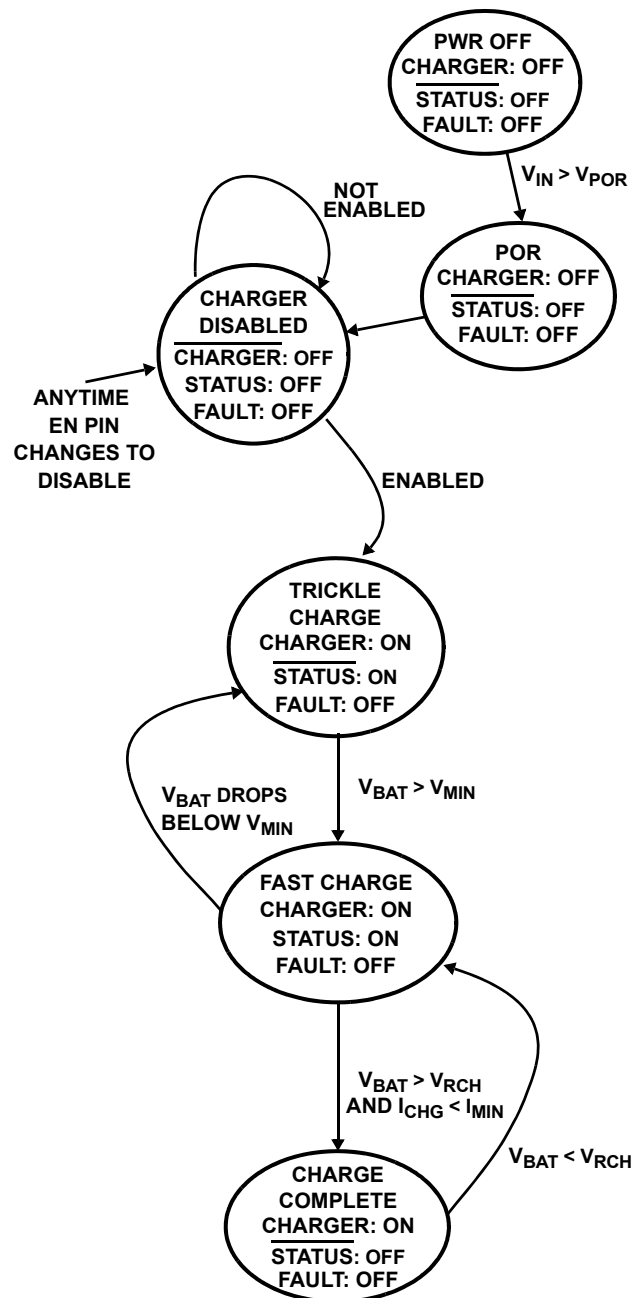 PWR OFF
CHARGER: OFF
STATUS: OFF
FAULT: OFF
VIN > VPOR
POR
CHARGER: OFF
STATUS: OFF
FAULT: OFF
NOT
ENABLED
CHARGER
DISABLED
CHARGER: OFF
STATUS: OFF
FAULT: OFF
ANYTIME
EN PIN
CHANGES TO
DISABLE
ENABLED
TRICKLE
CHARGE
CHARGER: ON
STATUS: ON
FAULT: OFF
VBAT DROPS
BELOW VMIN
VBAT > VMIN
FAST CHARGE
CHARGER: ON
STATUS: ON
FAULT: OFF
VBAT > VRCH
AND ICHG < IMIN
VBAT < VRCH
CHARGE
COMPLETE
CHARGER: ON
STATUS: OFF
FAULT: OFF